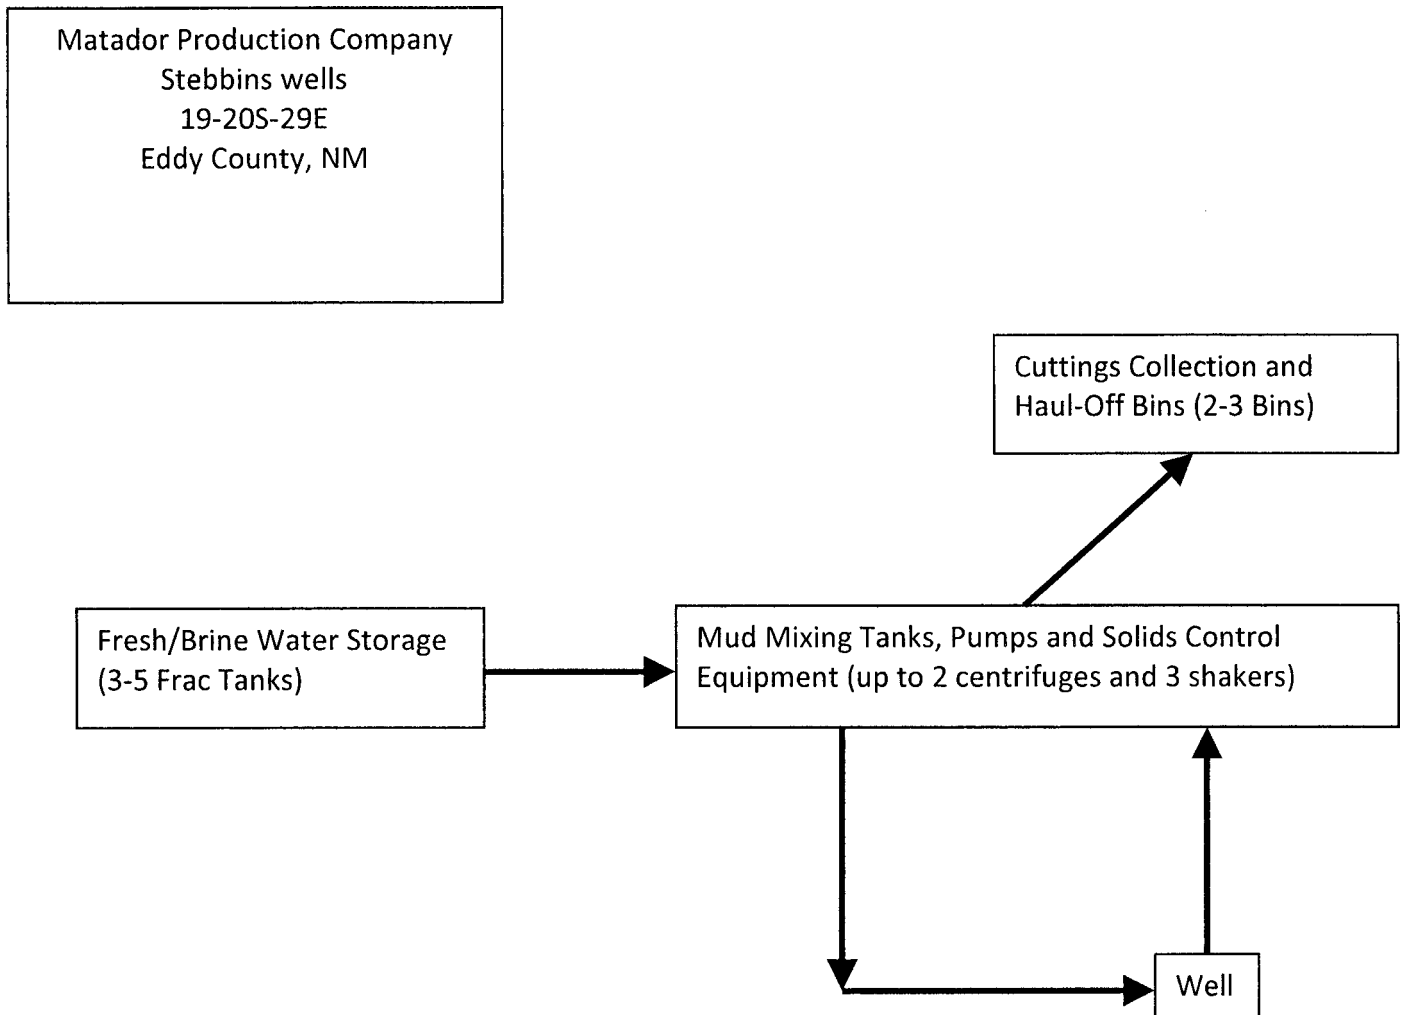 Matador Production Company
Stebbins wells
19-20S-29E
Eddy County, NM
Cuttings Collection and
Haul-Off Bins (2-3 Bins)
Fresh/Brine Water Storage
(3-5 Frac Tanks)
Mud Mixing Tanks, Pumps and Solids Control
Equipment (up to 2 centrifuges and 3 shakers)
Well